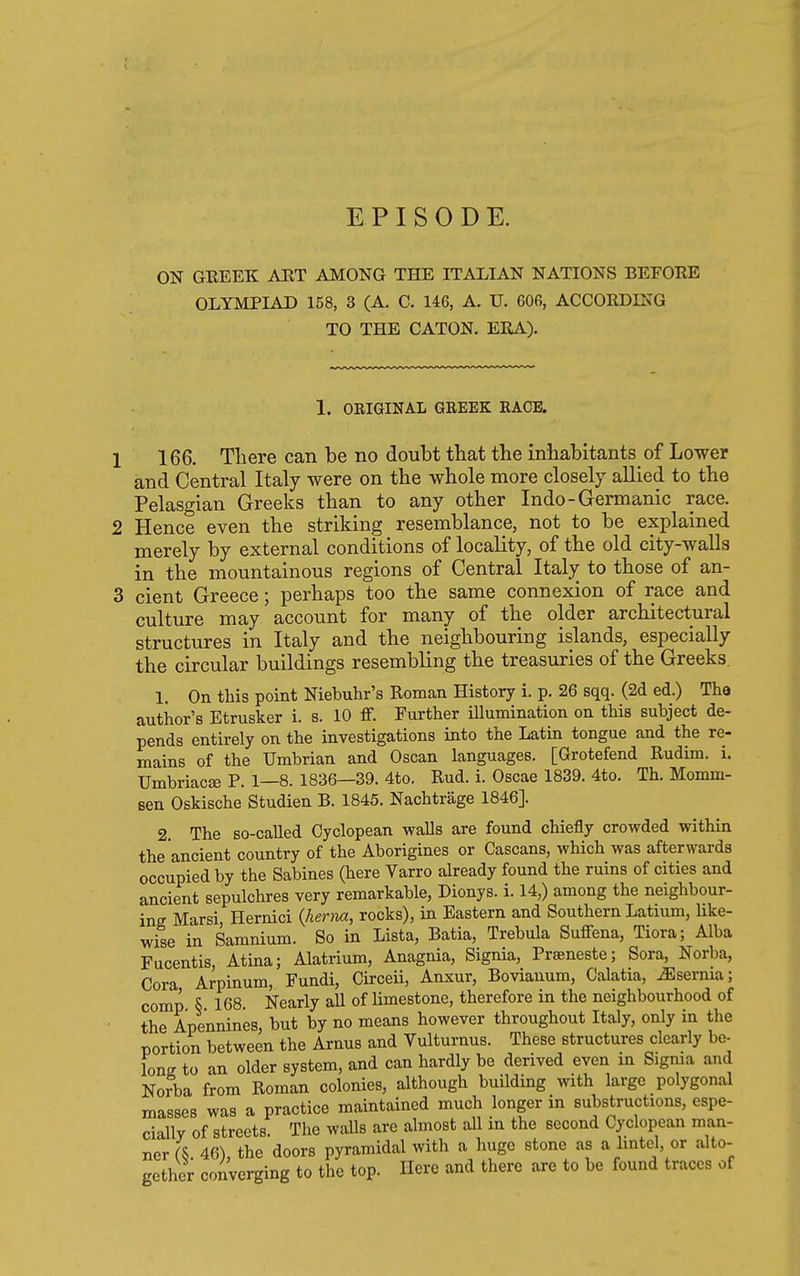 EPISODE.
ON GREEK ART AMONG THE ITALIAN NATIONS BEFORE
OLYMPIAD 158, 3 (A. C. 146, A. U. 606, ACCORDING
TO THE CATON. ERA).
1. ORIGINAL GREEK RACE.
1 166. There can be no doubt that the inhabitants of Lower
and Central Italy were on the whole more closely allied to the
Pelasgian Greeks than to any other Indo-Germanic race.
2 Hence even the striking resemblance, not to be explained
merely by external conditions of locality, of the old city-walls
in the mountainous regions of Central Italy to those of an-
3 cient Greece; perhaps too the same connexion of race and
culture may account for many of the older architectural
structures in Italy and the neighbouring islands, especially
the circular buildings resembling the treasuries of the Greeks.
1. On this point Niebuhr's Roman History i. p. 26 sqq. (2d ed.) The
author's Etrusker i. s. 10 ff. Further illumination on this subject de-
pends entirely on the investigations into the Latin tongue and the re-
mains of the Umbrian and Oscan languages. [Grotefend Rudim. i.
Umbriacæ P. 1—8. 1836—39. 4to. Rud. i. Oscae 1839. 4to. Th. Momm-
sen Oskische Studien B. 1845. Nachträge 1846].
2. The so-called Cyclopean walls are found chiefly crowded within
the ancient country of the Aborigines or Cascans, which was afterwards
occupied by the Sabines (here Varro already found the ruins of cities and
ancient sepulchres very remarkable, Dionys. i. 14,) among the neighbour-
ing Marsi, Hernici (herna, rocks), in Eastern and Southern Latium, like-
wise in Samnium. So in Lista, Batia, Trebula Suffena, Tiora; Alba
Fucentis, Atina; Alatrium, Anagnia, Signia, Præneste; Sora, Norba,
Cora, Arpinum, Fundi, Circeii, Anxur, Bovianum, Calatia, Æsernia;
comp. §. 168. Nearly all of limestone, therefore in the neighbourhood of
the Apennines, but by no means however throughout Italy, only in the
portion between the Arnus and Vulturnus. These structures clearly be-
long to an older system, and can hardly be derived even in Signia and
Norba from Roman colonies, although building with large polygonal
masses was a practice maintained much longer in substructions, espe-
cially of streets. The walls are almost all in the second Cyclopean man-
ner (§. 46), the doors pyramidal with a huge stone as a lintel, or alto-
gether converging to the top. Here and there are to be found traces of